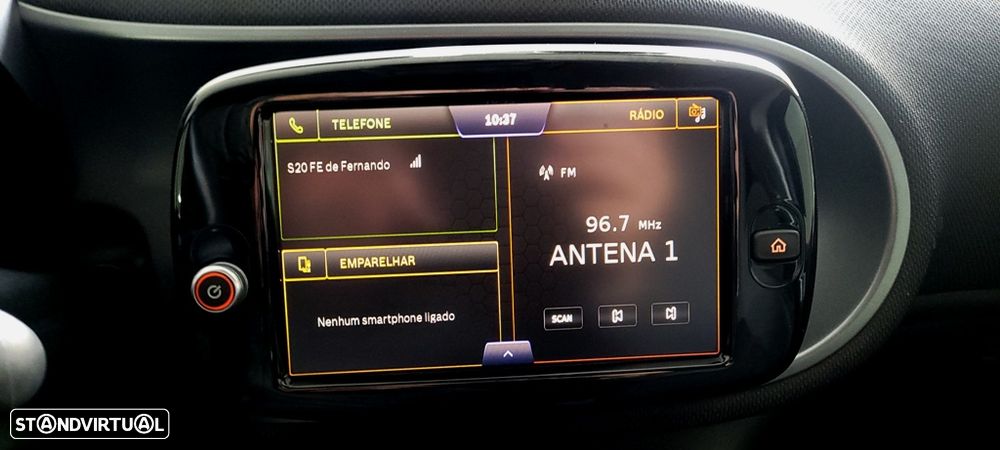 TELEFONE
10:37
RÁDIO
S20 FE de Fernando
FM
96.7 MHz
ANTENA 1
EMPARELHAR
Nenhum smartphone ligado
SCAN
STANDVIRTUAL